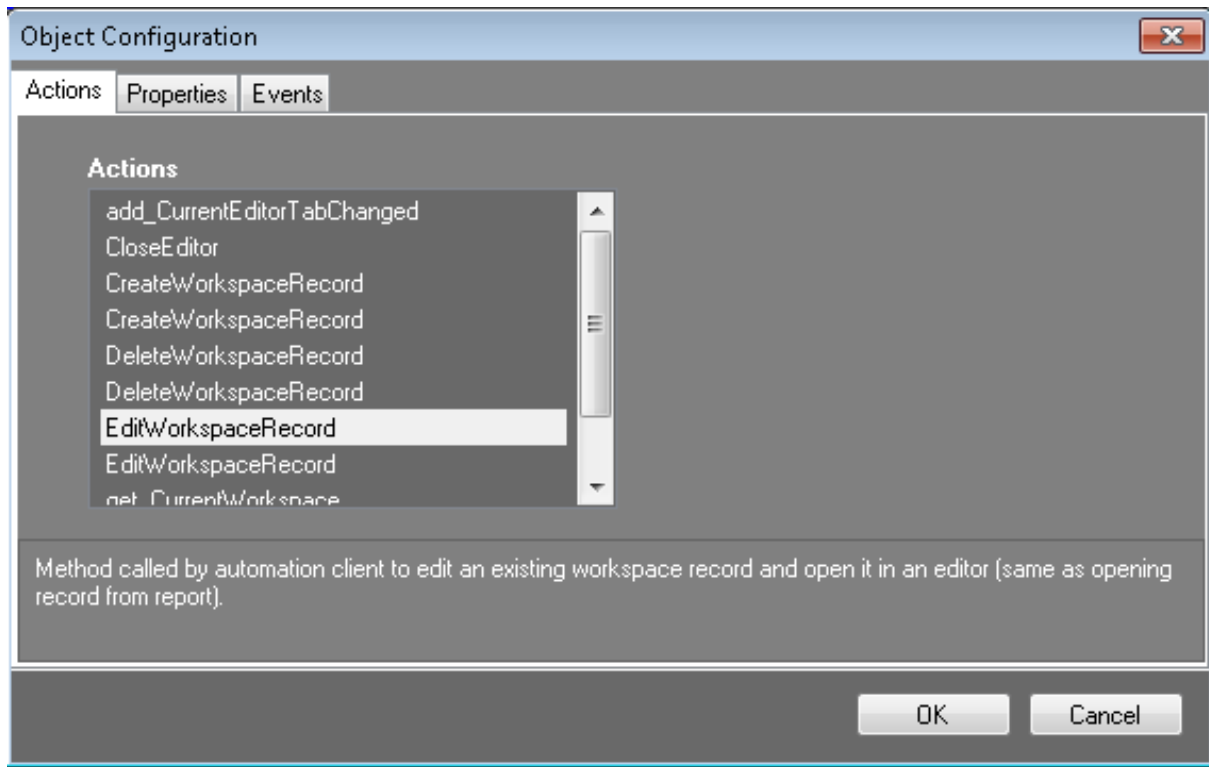 Object Configuration
Actions Properties Events
Actions
add_CurrentEditorTabChanged
CloseEditor
CreateWorkspaceRecord
CreateWorkspaceRecord
DeleteWorkspaceRecord
DeleteWorkspaceRecord
EditWorkspaceRecord
EditWorkspaceRecord
get_CurrentWorkspace
Method called by automation client to edit an existing workspace record and open it in an editor (same as opening
record from report).
OK Cancel